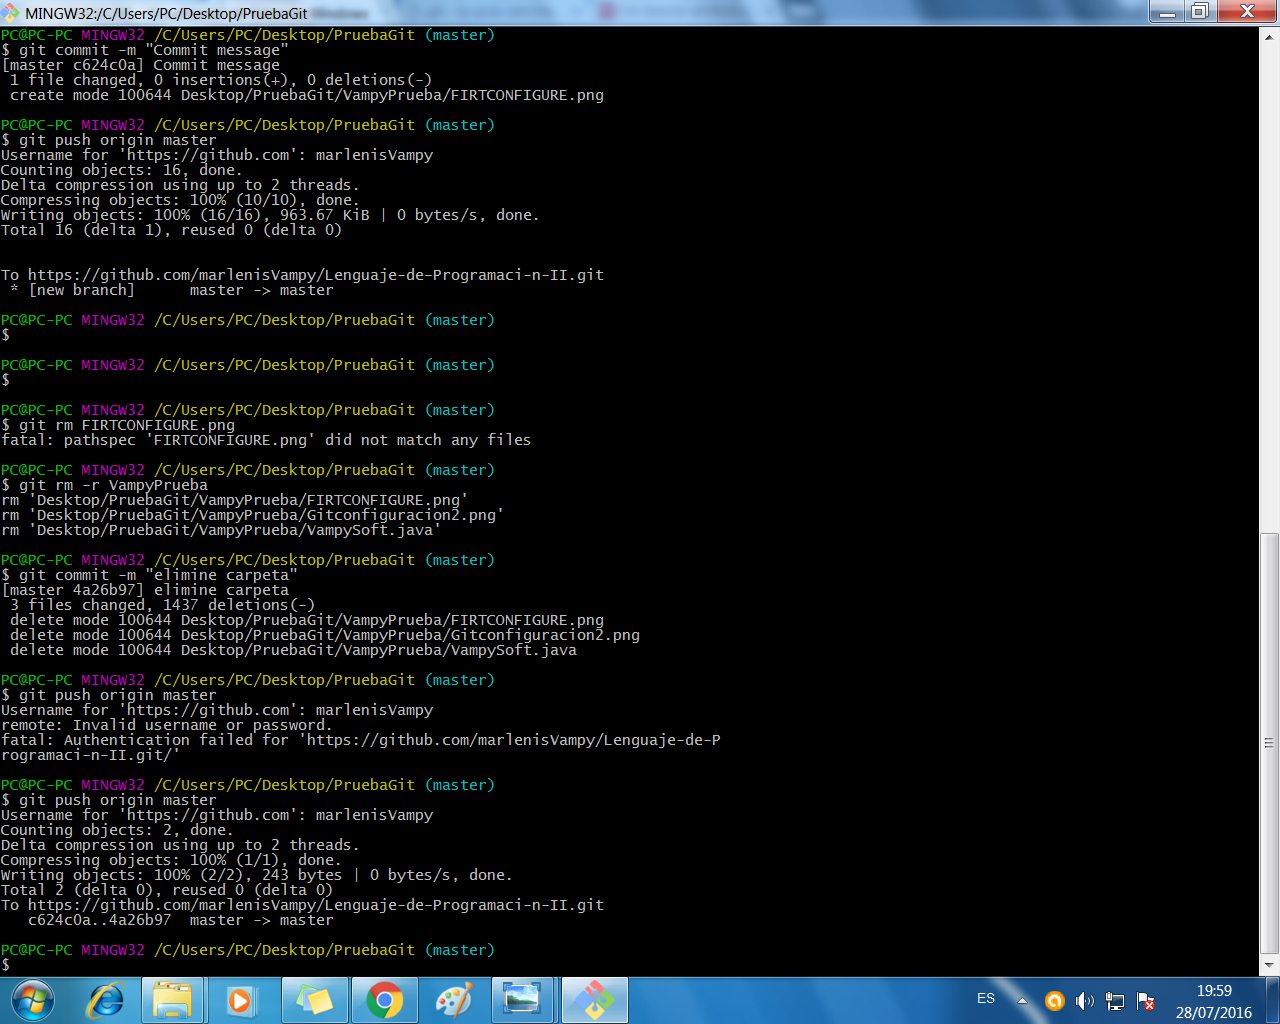 MINGW32:/C/Users/PC/Desktop/PruebaGit
PC@PC-PC MINGW32 /C/Users/PC/Desktop/PruebaGit (master)
$ git commit -m "Commit message"
[master c624c0a] Commit message
 1 file changed, 0 insertions(+), 0 deletions(-)
 create mode 100644 Desktop/PruebaGit/VampyPrueba/FIRTCONFIGURE.png
PC@PC-PC MINGW32 /C/Users/PC/Desktop/PruebaGit (master)
$ git push origin master
Username for 'https://github.com': marlenisVampy
Counting objects: 16, done.
Delta compression using up to 2 threads.
Compressing objects: 100% (10/10), done.
Writing objects: 100% (16/16), 963.67 KiB | 0 bytes/s, done.
Total 16 (delta 1), reused 0 (delta 0)
To https://github.com/marlenisVampy/Lenguaje-de-Programaci-n-II.git
 * [new branch]      master -> master
PC@PC-PC MINGW32 /C/Users/PC/Desktop/PruebaGit (master)
$
PC@PC-PC MINGW32 /C/Users/PC/Desktop/PruebaGit (master)
$
PC@PC-PC MINGW32 /C/Users/PC/Desktop/PruebaGit (master)
$ git rm FIRTCONFIGURE.png
fatal: pathspec 'FIRTCONFIGURE.png' did not match any files
PC@PC-PC MINGW32 /C/Users/PC/Desktop/PruebaGit (master)
$ git rm -r VampyPrueba
rm 'Desktop/PruebaGit/VampyPrueba/FIRTCONFIGURE.png'
rm 'Desktop/PruebaGit/VampyPrueba/Gitconfiguracion2.png'
rm 'Desktop/PruebaGit/VampyPrueba/VampySoft.java'
PC@PC-PC MINGW32 /C/Users/PC/Desktop/PruebaGit (master)
$ git commit -m "elimine carpeta"
[master 4a26b97] elimine carpeta
 3 files changed, 1437 deletions(-)
 delete mode 100644 Desktop/PruebaGit/VampyPrueba/FIRTCONFIGURE.png
 delete mode 100644 Desktop/PruebaGit/VampyPrueba/Gitconfiguracion2.png
 delete mode 100644 Desktop/PruebaGit/VampyPrueba/VampySoft.java
PC@PC-PC MINGW32 /C/Users/PC/Desktop/PruebaGit (master)
$ git push origin master
Username for 'https://github.com': marlenisVampy
remote: Invalid username or password.
fatal: Authentication failed for 'https://github.com/marlenisVampy/Lenguaje-de-P
rogramaci-n-II.git/'
PC@PC-PC MINGW32 /C/Users/PC/Desktop/PruebaGit (master)
$ git push origin master
Username for 'https://github.com': marlenisVampy
Counting objects: 2, done.
Delta compression using up to 2 threads.
Compressing objects: 100% (1/1), done.
Writing objects: 100% (2/2), 243 bytes | 0 bytes/s, done.
Total 2 (delta 0), reused 0 (delta 0)
To https://github.com/marlenisVampy/Lenguaje-de-Programaci-n-II.git
   c624c0a..4a26b97  master -> master
PC@PC-PC MINGW32 /C/Users/PC/Desktop/PruebaGit (master)
$
ES
19:59
28/07/2016